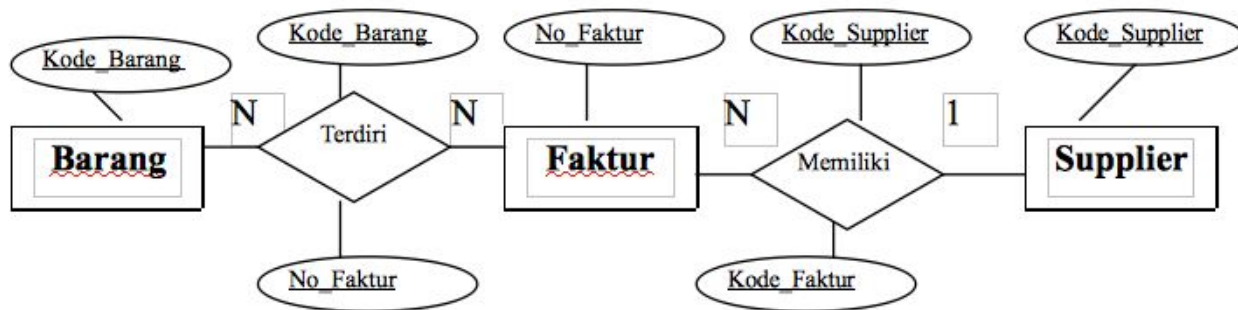 Kode_Barang
Kode_Barang
No_Faktur
Kode_Supplier
Kode_Supplier
N
N
N
1
Barang
Terdiri
Faktur
Memiliki
Supplier
No_Faktur
Kode_Faktur